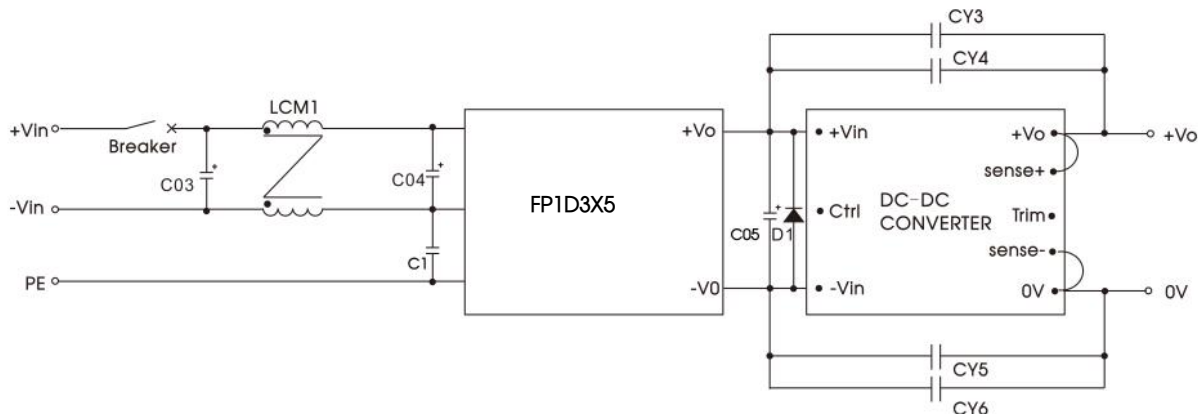 CY3
CY4
LCM1
+Vin
Breaker
C03
+
C04
+
-Vin
C1
PE
FP1D3X5
+Vo
-V0
C05
+
D1
+Vin
Ctrl
-Vin
DC-DC
CONVERTER
+Vo
sense+
Trim
sense-
0V
+Vo
0V
CY5
CY6